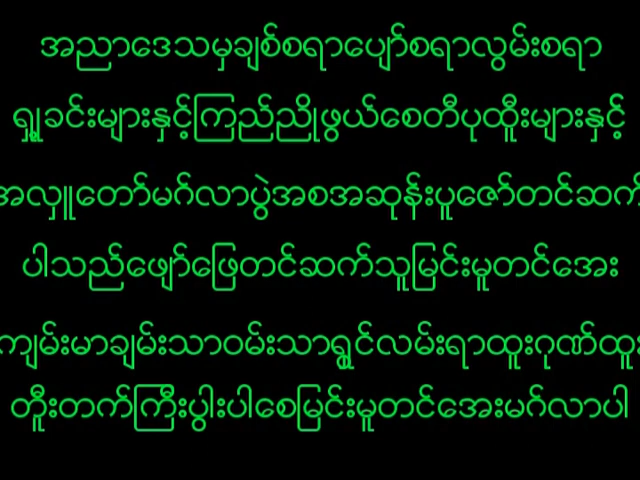 အညာဒေသမှချစ်စရာပျော်စရာလွမ်းစရာ
ရှု့ခင်းများနှင့်ကြည်ညိုဖွယ်စေတီပုထိူးများနှင့်
အလှူတော်မဂ်လာပွဲအစအဆုန်းပူဇော်တင်ဆက်
ပါသည်ဖျော်ဖြေတင်ဆက်သူမြင်းမူတင်အေး
ကျမ်းမာချမ်းသာဝမ်းသာရွှင်လမ်းရာထူးဂုဏ်ထူး
တိူးတက်ကြီးပွါးပါစေမြင်းမူတင်အေးမဂ်လာပါ